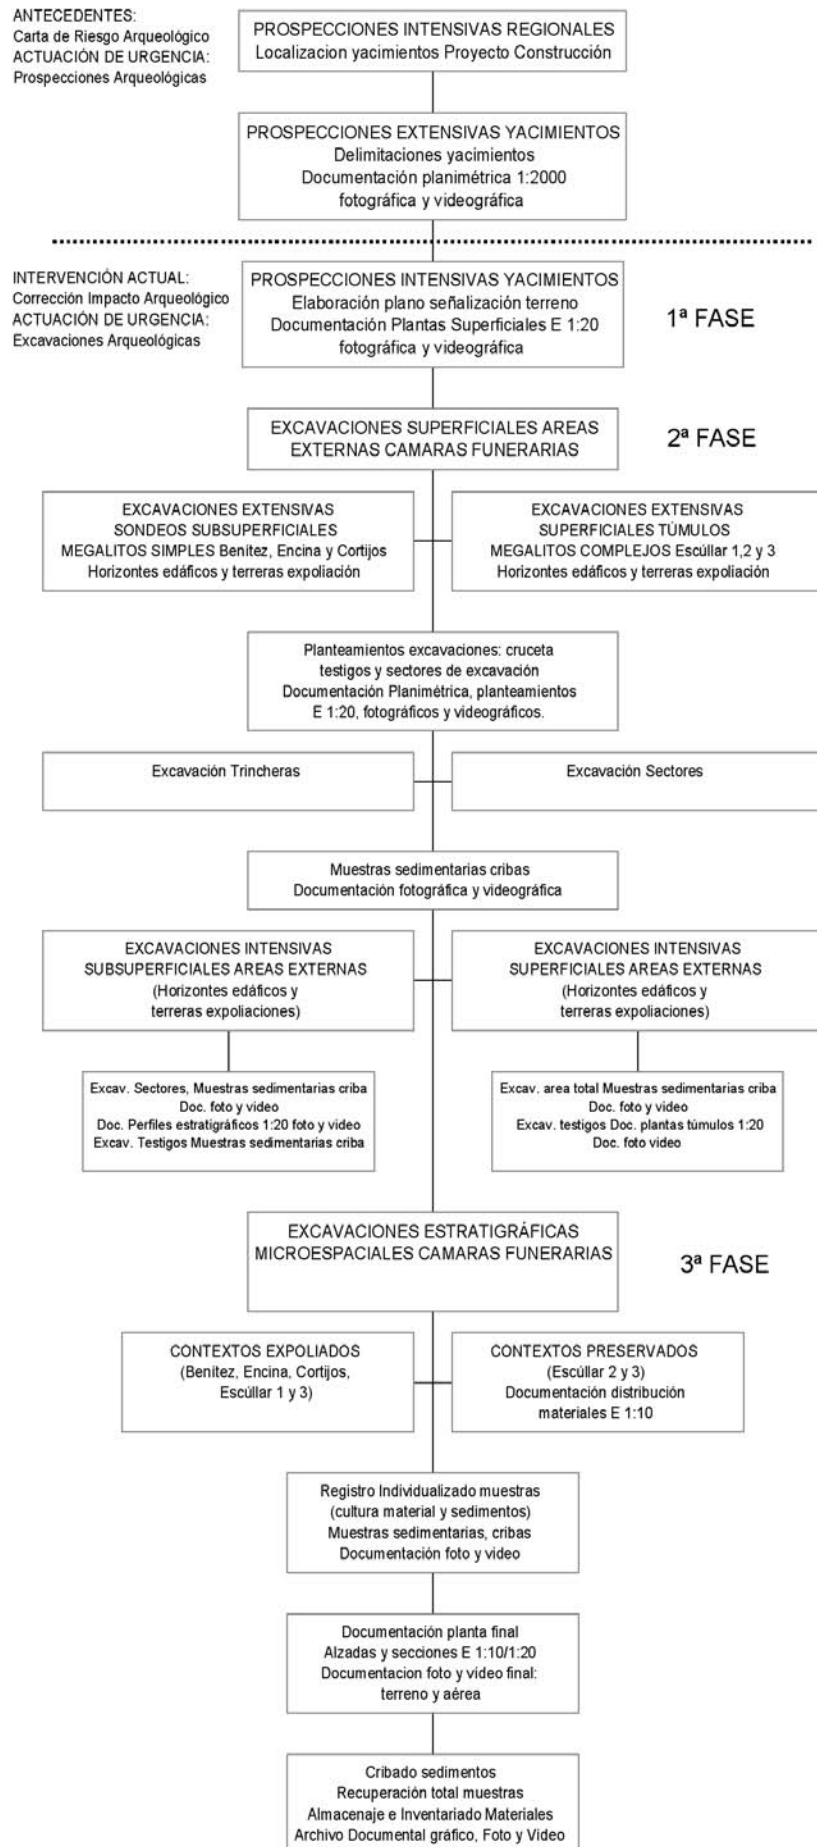 ANTECEDENTES:
Carta de Riesgo Arqueológico
ACTUACIÓN DE URGENCIA:
Prospecciones Arqueológicas
PROSPECCIONES INTENSIVAS REGIONALES
Localizacion yacimientos Proyecto Construcción
PROSPECCIONES EXTENSIVAS YACIMIENTOS
Delimitaciones yacimientos
Documentación planimétrica 1:2000
fotográfica y videográfica
INTERVENCIÓN ACTUAL:
Corrección Impacto Arqueológico
ACTUACIÓN DE URGENCIA:
Excavaciones Arqueológicas
PROSPECCIONES INTENSIVAS YACIMIENTOS
Elaboración plano señalización terreno
Documentación Plantas Superficiales E 1:20
fotográfica y videográfica
1ª FASE
EXCAVACIONES SUPERFICIALES AREAS
EXTERNAS CAMARAS FUNERARIAS
2ª FASE
EXCAVACIONES EXTENSIVAS
SONDEOS SUBSUPERFICIALES
MEGALITOS SIMPLES Benítez, Encina y Cortijos
Horizontes edáficos y terreras expoliación
EXCAVACIONES EXTENSIVAS
SUPERFICIALES TÚMULOS
MEGALITOS COMPLEJOS Escúllar 1,2 y 3
Horizontes edáficos y terreras expoliación
Planteamientos excavaciones: cruceta
testigos y sectores de excavación
Documentación Planimétrica, planteamientos
E 1:20, fotográficos y videográficos.
Excavación Trincheras
Excavación Sectores
Muestras sedimentarias cribas
Documentación fotográfica y videográfica
EXCAVACIONES INTENSIVAS
SUBSUPERFICIALES AREAS EXTERNAS
(Horizontes edáficos y
terreras expoliaciones)
EXCAVACIONES INTENSIVAS
SUPERFICIALES AREAS EXTERNAS
(Horizontes edáficos y
terreras expoliaciones)
Excav. Sectores, Muestras sedimentarias criba
Doc. foto y video
Doc. Perfiles estratigráficos 1:20 foto y video
Excav. Testigos Muestras sedimentarias criba
Excav. area total Muestras sedimentarias criba
Doc. foto y video
Excav. testigos Doc. plantas túmulos 1:20
Doc. foto video
EXCAVACIONES ESTRATIGRÁFICAS
MICROESPACIALES CAMARAS FUNERARIAS
3ª FASE
CONTEXTOS EXPOLIADOS
(Benítez, Encina, Cortijos,
Escúllar 1 y 3)
CONTEXTOS PRESERVADOS
(Escúllar 2 y 3)
Documentación distribución
materiales E 1:10
Registro Individualizado muestras
(cultura material y sedimentos)
Muestras sedimentarias, cribas
Documentación foto y video
Documentación planta final
Alzadas y secciones E 1:10/1:20
Documentacion foto y vídeo final:
terreno y aérea
Cribado sedimentos
Recuperación total muestras
Almacenaje e Inventariado Materiales
Archivo Documental gráfico, Foto y Video